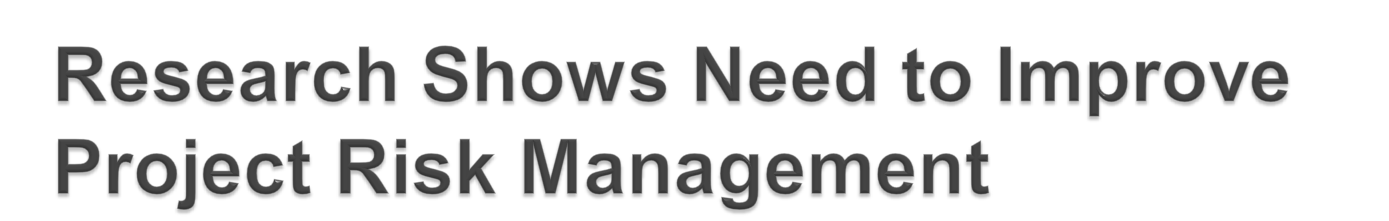 Research Shows Need to Improve
Project Risk Management